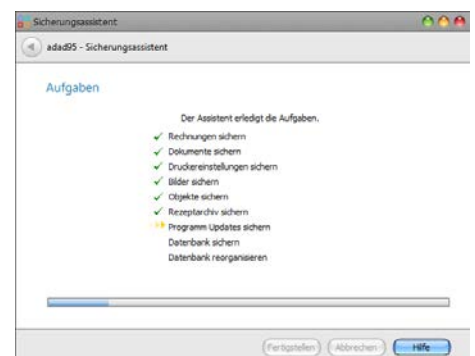 Sicherungsassistent
adad95 - Sicherungsassistent
Aufgaben
Der Assistent erledigt die Aufgaben.
Rechnungen sichern
Dokumente sichern
Druckereinstellungen sichern
Bilder sichern
Objekte sichern
Rezeptarchiv sichern
Programm Updates sichern
Datenbank sichern
Datenbank reorganisieren
Fertigstellen Abbrechen Hilfe